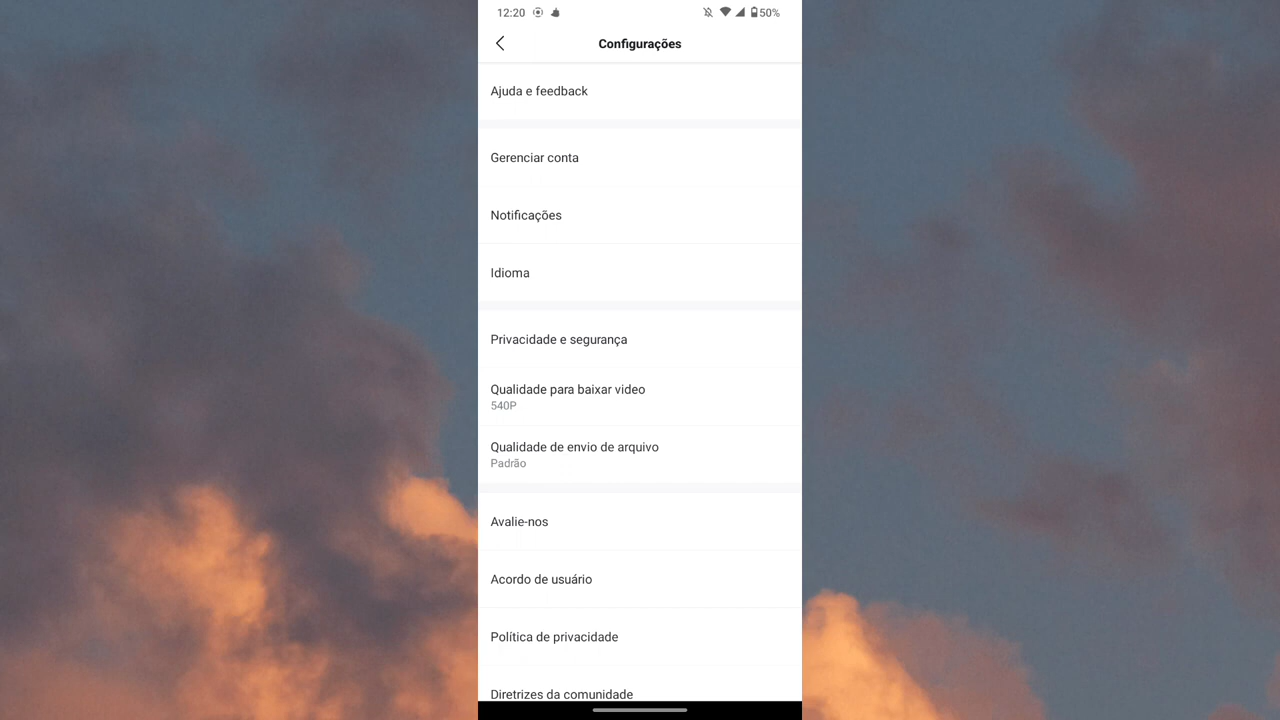 12:20 50%
Configurações
Ajuda e feedback
Gerenciar conta
Notificações
Idioma
Privacidade e segurança
Qualidade para baixar video
540P
Qualidade de envio de arquivo
Padrão
Avalie-nos
Acordo de usuário
Política de privacidade
Diretrizes da comunidade